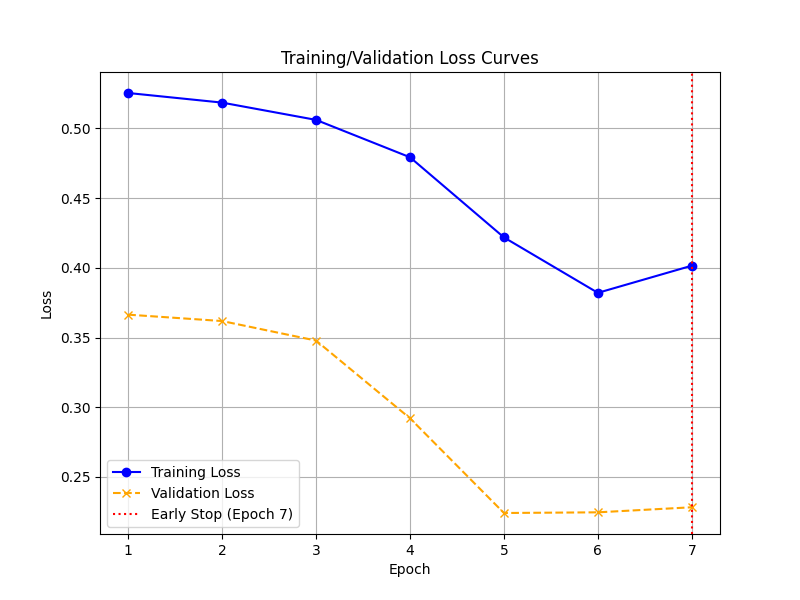 Training/Validation Loss Curves
Loss
0.50
0.45
0.40
0.35
0.30
0.25
Training Loss
Validation Loss
Early Stop (Epoch 7)
1 2 3 4 5 6 7
Epoch